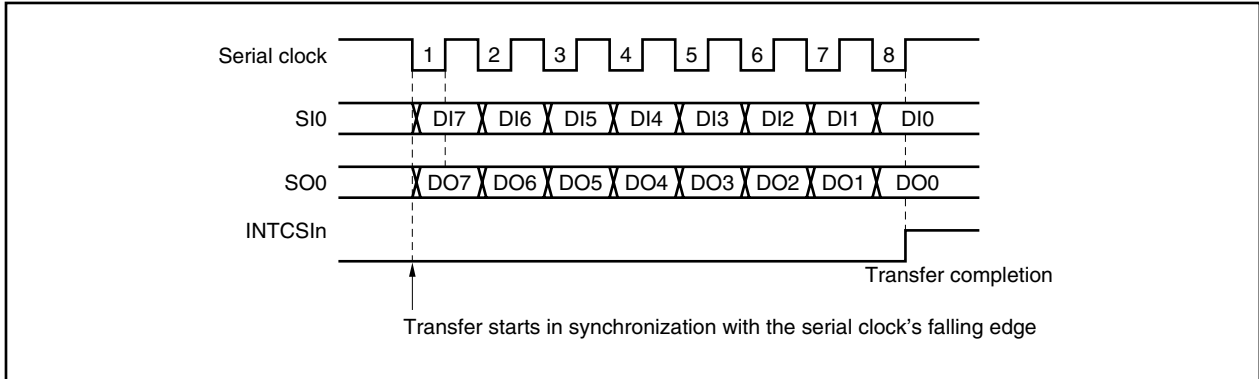 Serial clock 1 2 3 4 5 6 7 8
SI0 DI7 DI6 DI5 DI4 DI3 DI2 DI1 DI0
SO0 DO7 DO6 DO5 DO4 DO3 DO2 DO1 DO0
INTCSIn
Transfer completion
Transfer starts in synchronization with the serial clock's falling edge